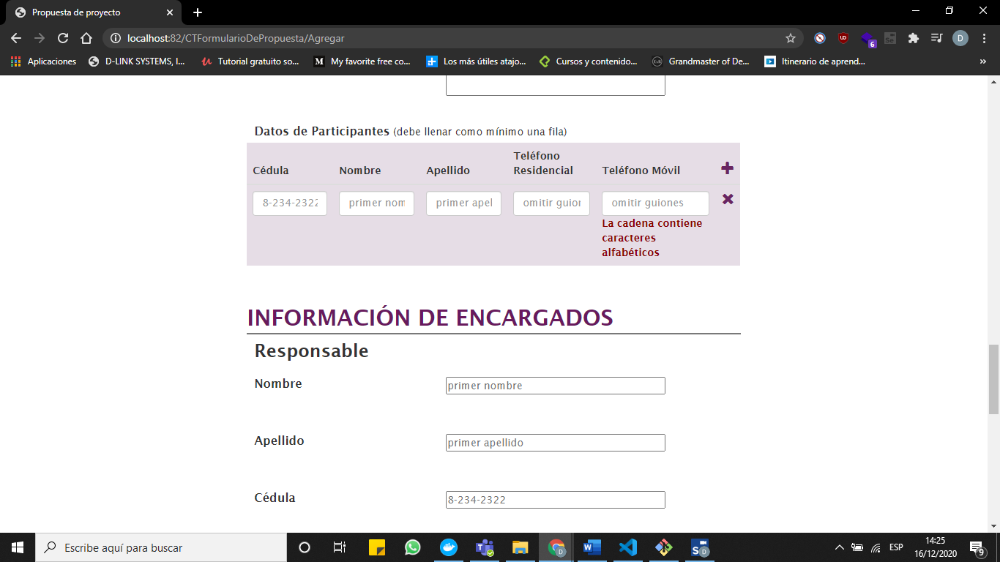 Propuesta de proyecto
localhost:82/CTFormularioDePropuesta/Agregar
6
D
Aplicaciones
D-LINK SYSTEMS, I...
Tutorial gratuito so...
My favorite free co...
Los más útiles atajo...
Cursos y contenido...
Grandmaster of De...
Itinerario de aprend...
»
Datos de Participantes (debe llenar como mínimo una fila)
Cédula
Nombre
Apellido
Teléfono
Residencial
Teléfono Móvil
8-234-2322
primer nom
primer apel
omitir guion
omitir guiones
La cadena contiene
caracteres
alfabéticos
INFORMACIÓN DE ENCARGADOS
Responsable
Nombre
primer nombre
Apellido
primer apellido
Cédula
8-234-2322
Escribe aquí para buscar
ESP
14:25
16/12/2020
9